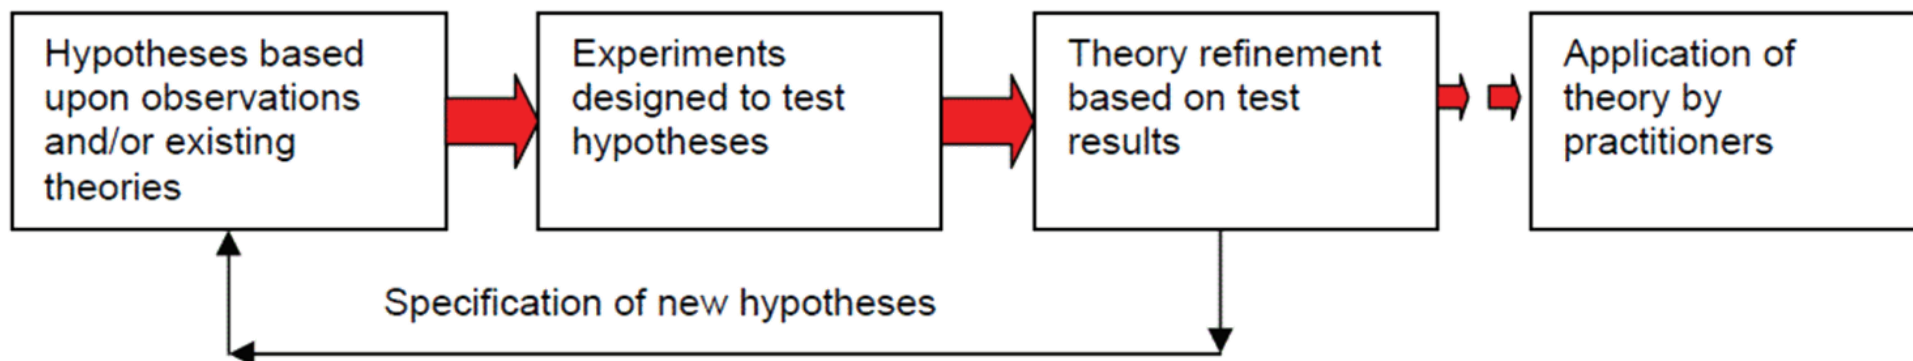 Hypotheses based
upon observations
and/or existing
theories
Experiments
designed to test
hypotheses
Theory refinement
based on test
results
Application of
theory by
practitioners
Specification of new hypotheses